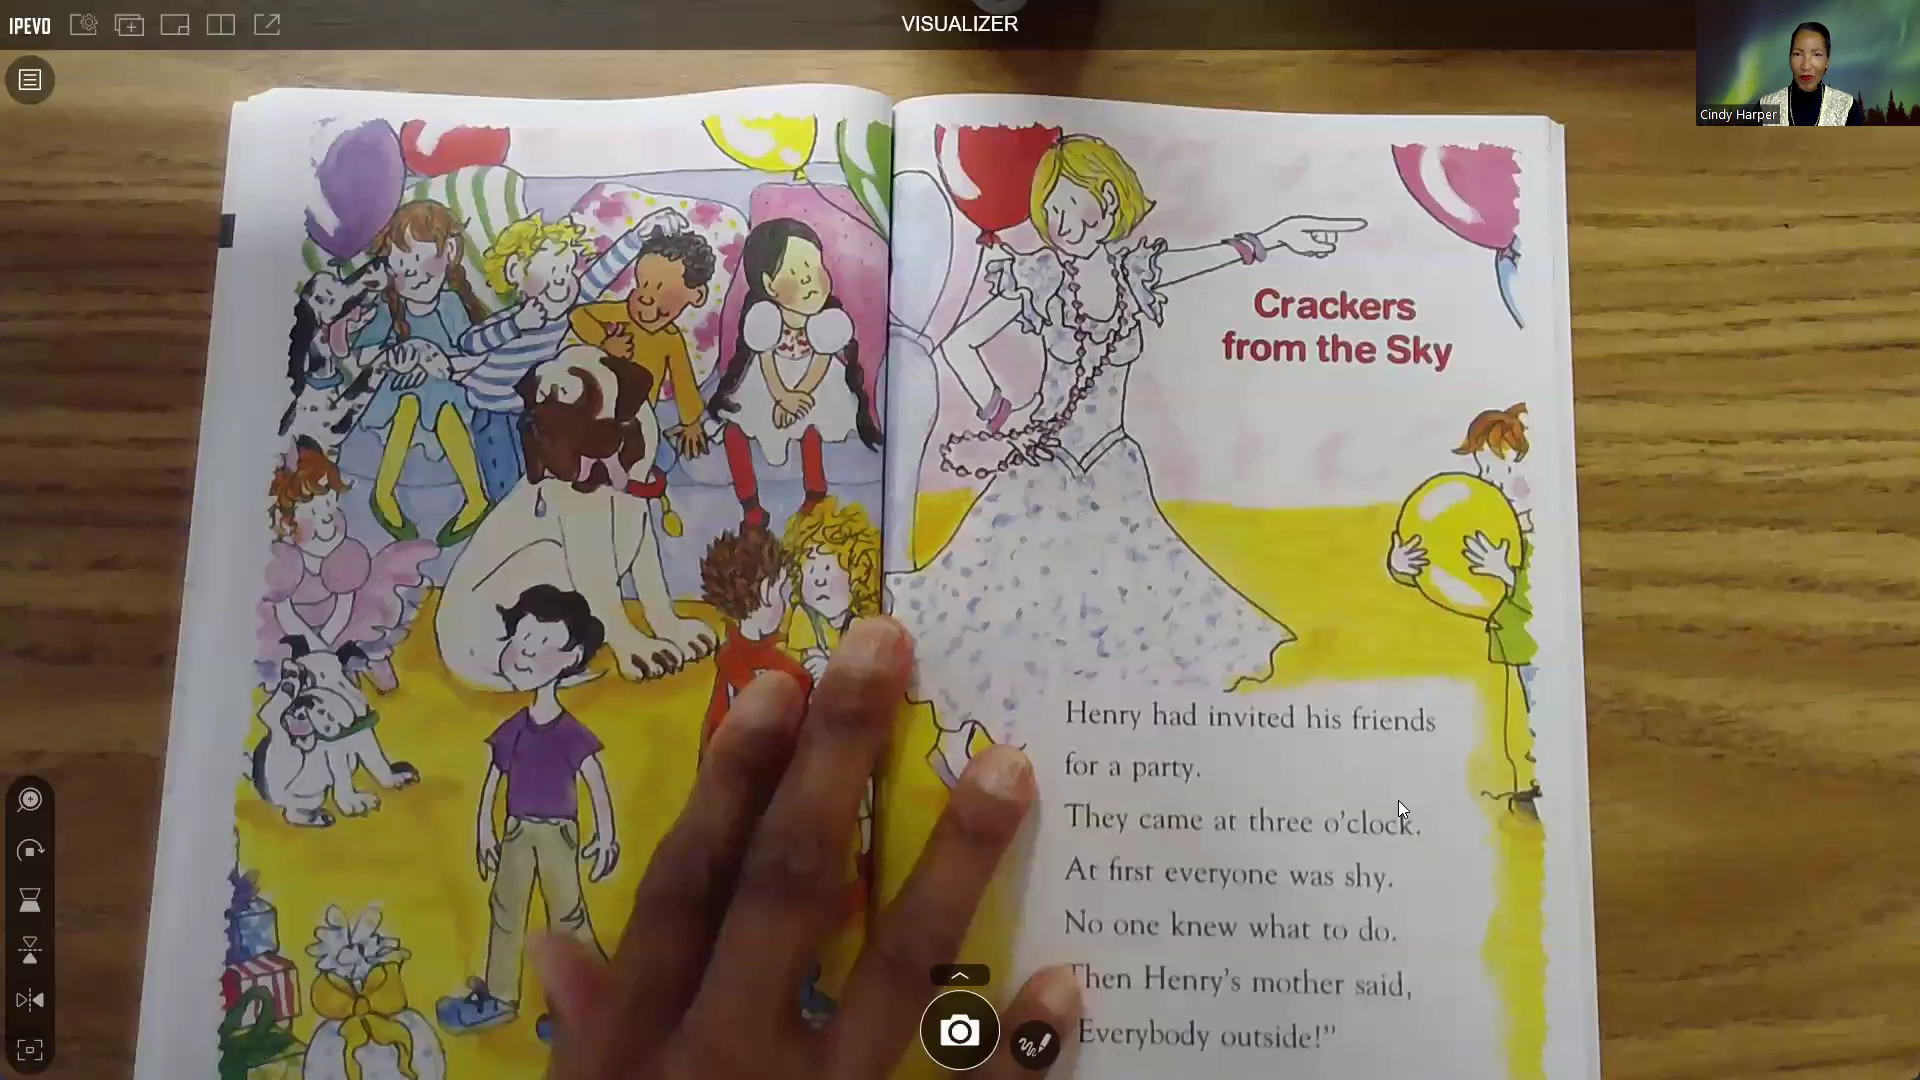 IPEVO
VISUALIZER
Cindy Harper
Crackers
from the Sky
Henry had invited his friends
for a party.
They came at three o'clock.
At first everyone was shy.
No one knew what to do.
Then Henry's mother said,
Everybody outside!"